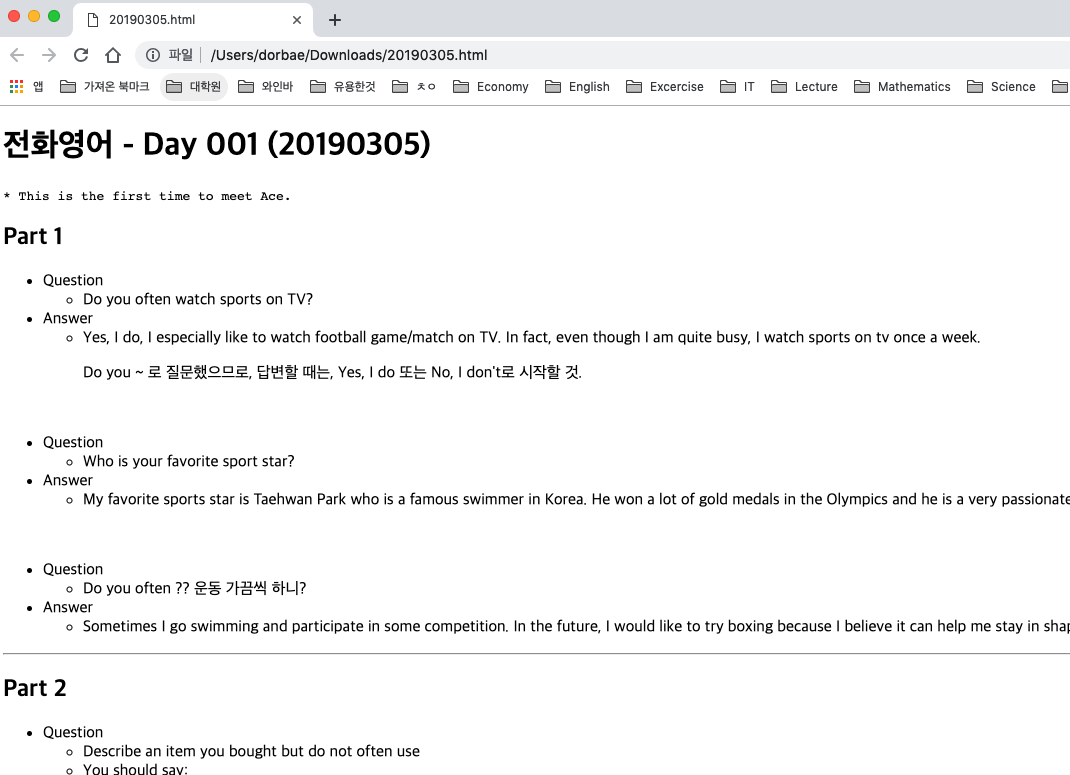 20190305.html
파일 /Users/dorbae/Downloads/20190305.html
앱 가져온 북마크 대학원 와인바 유용한것 ㅊㅇ Economy English Excercise IT Lecture Mathematics Science
전화영어 - Day 001 (20190305)
* This is the first time to meet Ace.
Part 1
Question
Do you often watch sports on TV?
Answer
Yes, I do, I especially like to watch football game/match on TV. In fact, even though I am quite busy, I watch sports on tv once a week.
Do you ~ 로 질문했으므로, 답변할 때는, Yes, I do 또는 No, I don't로 시작할 것.
Question
Who is your favorite sport star?
Answer
My favorite sports star is Taehwan Park who is a famous swimmer in Korea. He won a lot of gold medals in the Olympics and he is a very passionate
Question
Do you often ?? 운동 가끔씩 하니?
Answer
Sometimes I go swimming and participate in some competition. In the future, I would like to try boxing because I believe it can help me stay in shap
Part 2
Question
Describe an item you bought but do not often use
You should say: